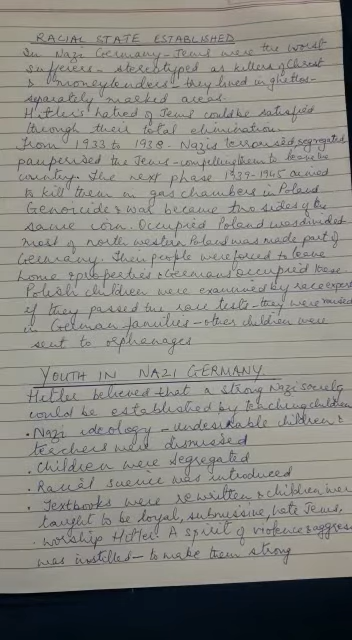 RACIAL STATE ESTABLISHED
In Nazi Germany - Jews were the worst
sufferers - stereotyped as killers of Christ
& moneylenders - they lived in ghettos -
separately marked areas.
Hitler's hatred of Jews could be satisfied
through their total elimination.
From 1933 to 1938 - Nazis terrorised, segregated
pauperised the Jews - compelling them to leave the
country. The next phase 1939-1945 aimed
to kill them in gas chambers in Poland
Genocide & war became two sides of the
same coin. Occupied Poland was divided
most of north western Poland was made part of
Germany. Then people were forced to leave
home & properties & Germans occupied
Polish children were examined by race expert
if they passed the race tests - they were raised
in German families - other children were
sent to orphanages
YOUTH IN NAZI GERMANY
Hitler believed that a strong Nazi society
could be established by teaching children
• Nazi ideology - undesirable children &
teachers were dismissed
• Children were segregated
• Racial science was introduced
• Textbooks were rewritten & children were
taught to be loyal, submissive, hate Jews,
• worship Hitler. A spirit of violence & aggress
was instilled - to make them strong